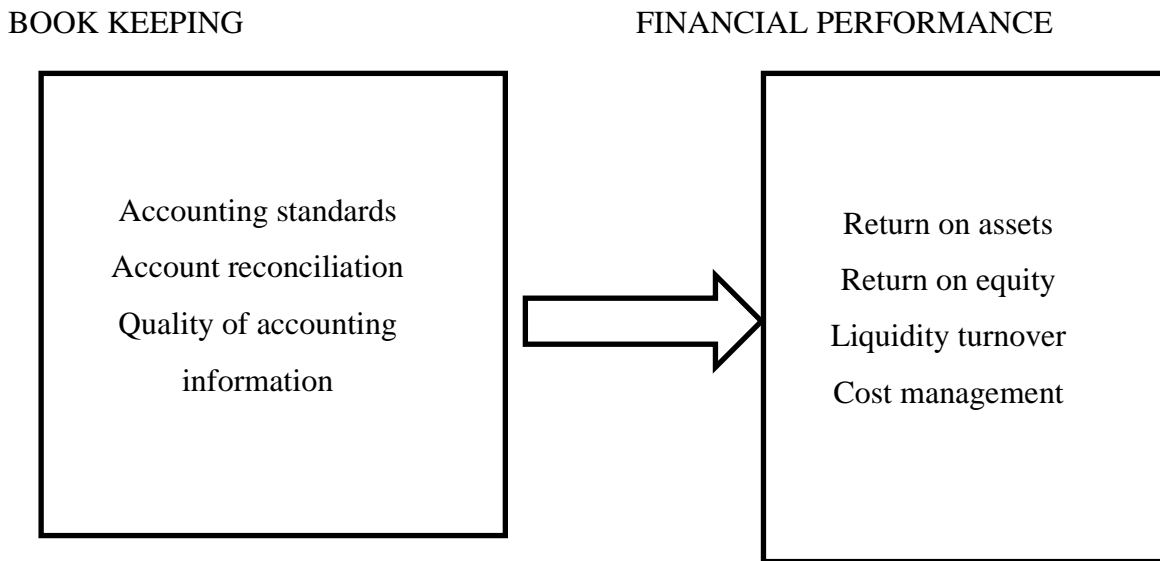 BOOK KEEPING
FINANCIAL PERFORMANCE
Accounting standards
Account reconciliation
Quality of accounting
information
Return on assets
Return on equity
Liquidity turnover
Cost management